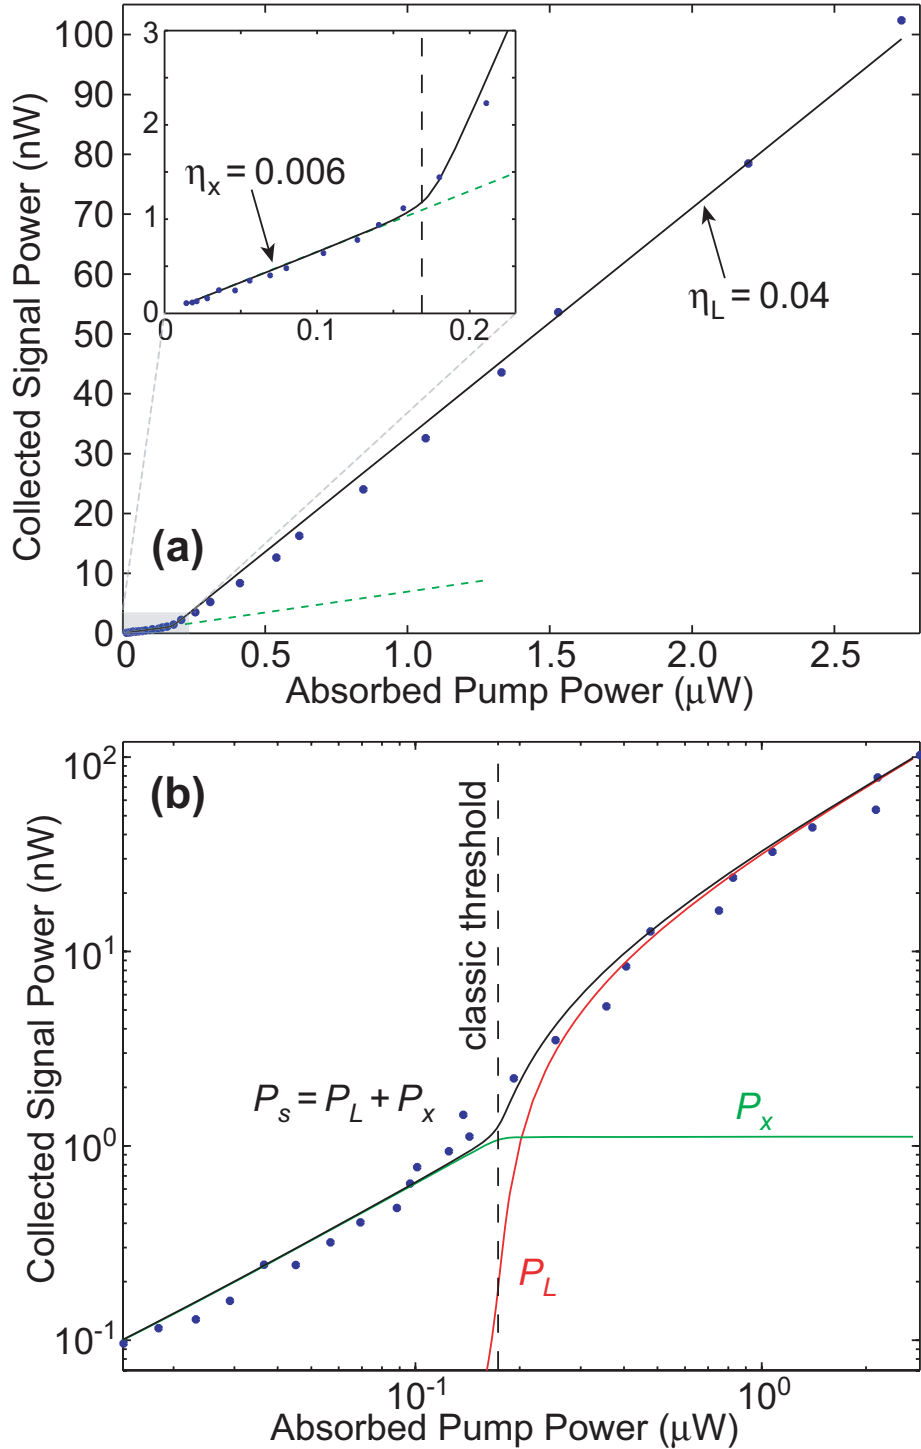 100
90
80
70
60
50
40
30
20
10
0
Collected Signal Power (nW)
3
2
1
0
0
0.1
0.2
ηx = 0.006
ηL = 0.04
(a)
0
0.5
1.0
1.5
2.0
2.5
Absorbed Pump Power (μW)
(b)
10²
10¹
10⁰
10⁻¹
Collected Signal Power (nW)
classic threshold
Ps = PL + Px
Px
PL
10⁻¹
10⁰
Absorbed Pump Power (μW)